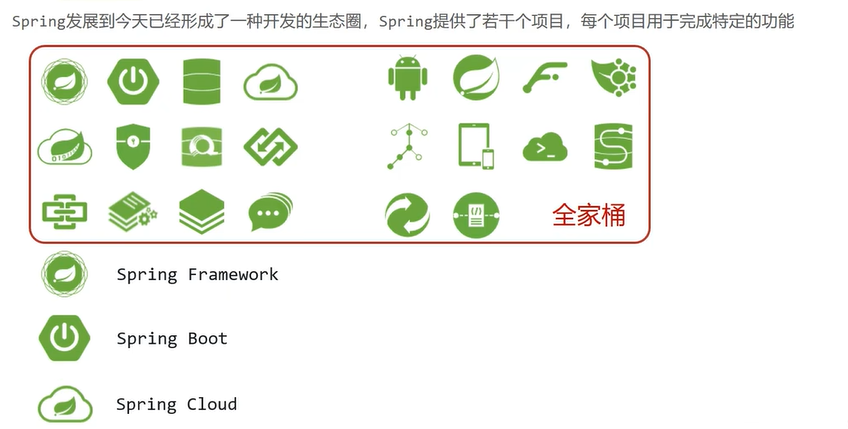 Spring发展到今天已经形成了一种开发的生态圈，Spring提供了若干个项目，每个项目用于完成特定的功能
全家桶
Spring Framework
Spring Boot
Spring Cloud